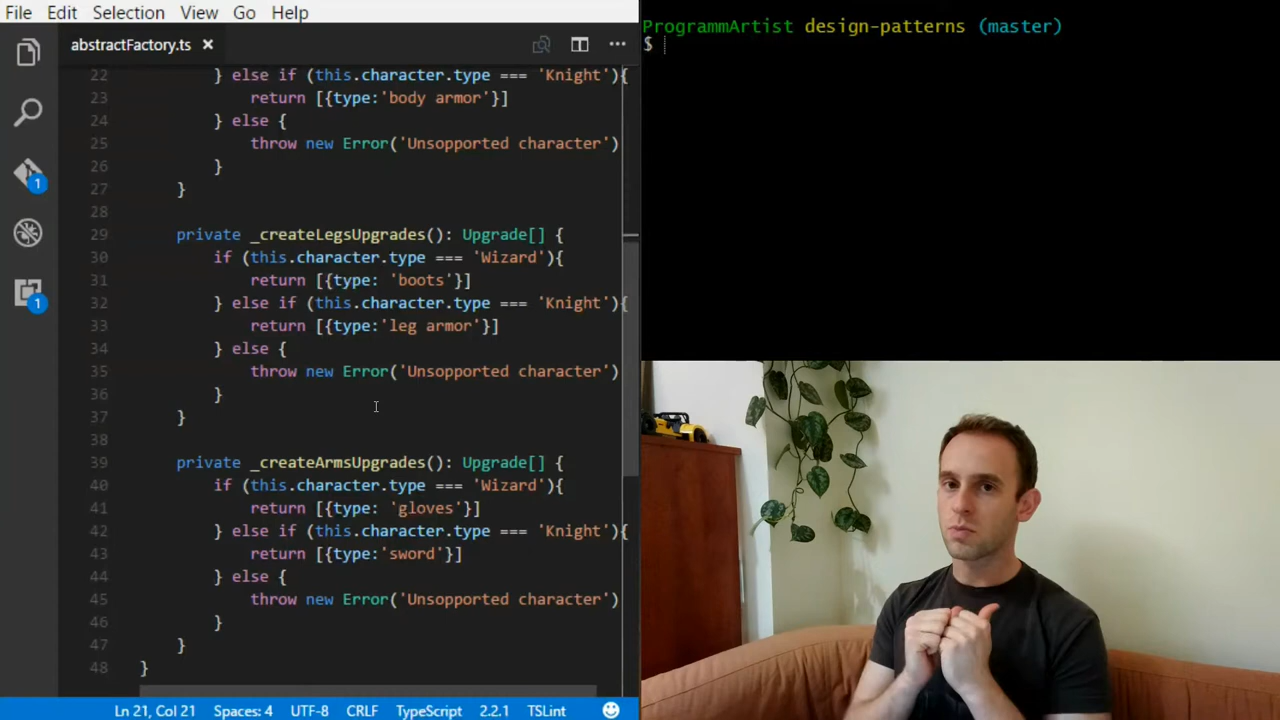 File Edit Selection View Go Help
abstractFactory.ts
22 } else if (this.character.type === 'Knight'){
23 return [{type:'body armor'}]
24 } else {
25 throw new Error('Unsopported character')
26 }
27 }
28
29 private _createLegsUpgrades(): Upgrade[] {
30 if (this.character.type === 'Wizard'){
31 return [{type: 'boots'}]
32 } else if (this.character.type === 'Knight'){
33 return [{type:'leg armor'}]
34 } else {
35 throw new Error('Unsopported character')
36 }
37 }
38
39 private _createArmsUpgrades(): Upgrade[] {
40 if (this.character.type === 'Wizard'){
41 return [{type: 'gloves'}]
42 } else if (this.character.type === 'Knight'){
43 return [{type:'sword'}]
44 } else {
45 throw new Error('Unsopported character')
46 }
47 }
48 }
1
1
Ln 21, Col 21 Spaces: 4 UTF-8 CRLF TypeScript 2.2.1 TSLint
ProgrammArtist design-patterns (master)
$